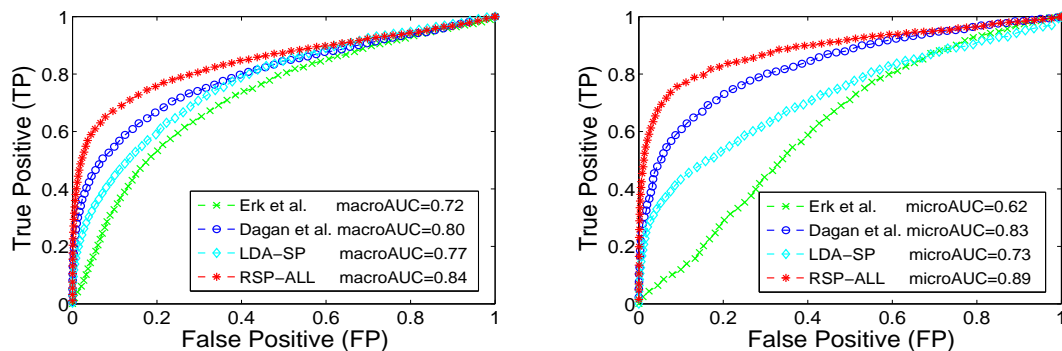 1
0.8
0.6
0.4
0.2
0
0 0.2 0.4 0.6 0.8 1
True Positive (TP)
False Positive (FP)
Erk et al. macroAUC=0.72
Dagan et al. macroAUC=0.80
LDA−SP macroAUC=0.77
RSP−ALL macroAUC=0.84
1
0.8
0.6
0.4
0.2
0
0 0.2 0.4 0.6 0.8 1
True Positive (TP)
False Positive (FP)
Erk et al. microAUC=0.62
Dagan et al. microAUC=0.83
LDA−SP microAUC=0.73
RSP−ALL microAUC=0.89